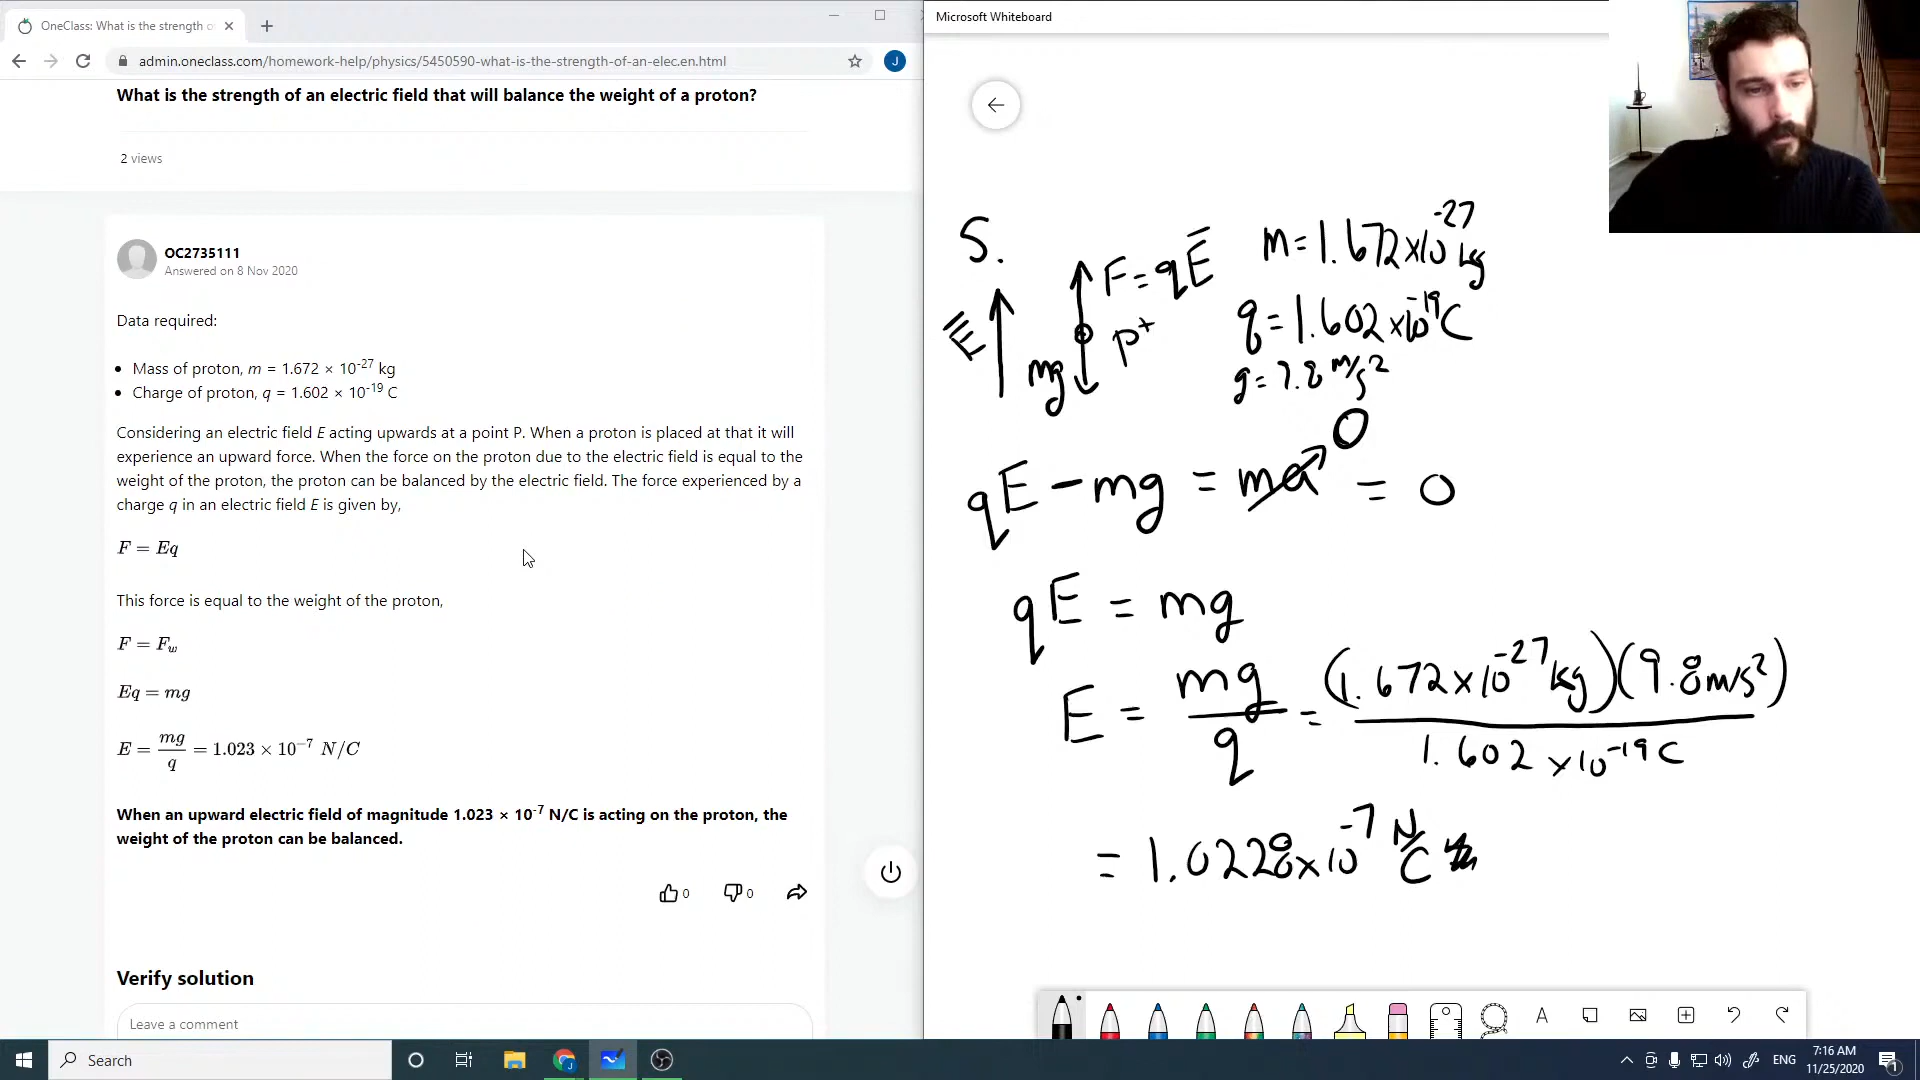 OneClass: What is the strength o
Microsoft Whiteboard
admin.oneclass.com/homework-help/physics/5450590-what-is-the-strength-of-an-elec.en.html
J
What is the strength of an electric field that will balance the weight of a proton?
2 views
OC2735111
Answered on 8 Nov 2020
Data required:
• Mass of proton, m = 1.672 × 10⁻²⁷ kg
• Charge of proton, q = 1.602 × 10⁻¹⁹ C
Considering an electric field E acting upwards at a point P. When a proton is placed at that it will
experience an upward force. When the force on the proton due to the electric field is equal to the
weight of the proton, the proton can be balanced by the electric field. The force experienced by a
charge q in an electric field E is given by,
F = Eq
This force is equal to the weight of the proton,
F = F_w
Eq = mg
E = mg/q = 1.023 × 10⁻⁷ N/C
When an upward electric field of magnitude 1.023 × 10⁻⁷ N/C is acting on the proton, the
weight of the proton can be balanced.
0
0
Verify solution
Leave a comment
S.
E
F = qE
p⁺
mg
m = 1.672 × 10⁻²⁷ kg
q = 1.602 × 10⁻¹⁹ C
g = 9.8 m/s²
qE − mg = ma 0 = 0
qE = mg
E = mg/q = (1.672 × 10⁻²⁷ kg)(9.8 m/s²)/1.602 × 10⁻¹⁹ C
= 1.0228 × 10⁻⁷ N/C
A
Search
J
ENG
7:16 AM
11/25/2020
1